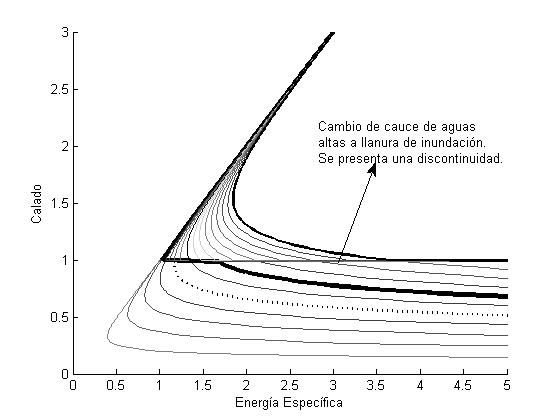 3
2.5
2
1.5
1
0.5
0
Calado
Cambio de cauce de aguas
altas a llanura de inundación.
Se presenta una discontinuidad.
0 0.5 1 1.5 2 2.5 3 3.5 4 4.5 5
Energía Específica